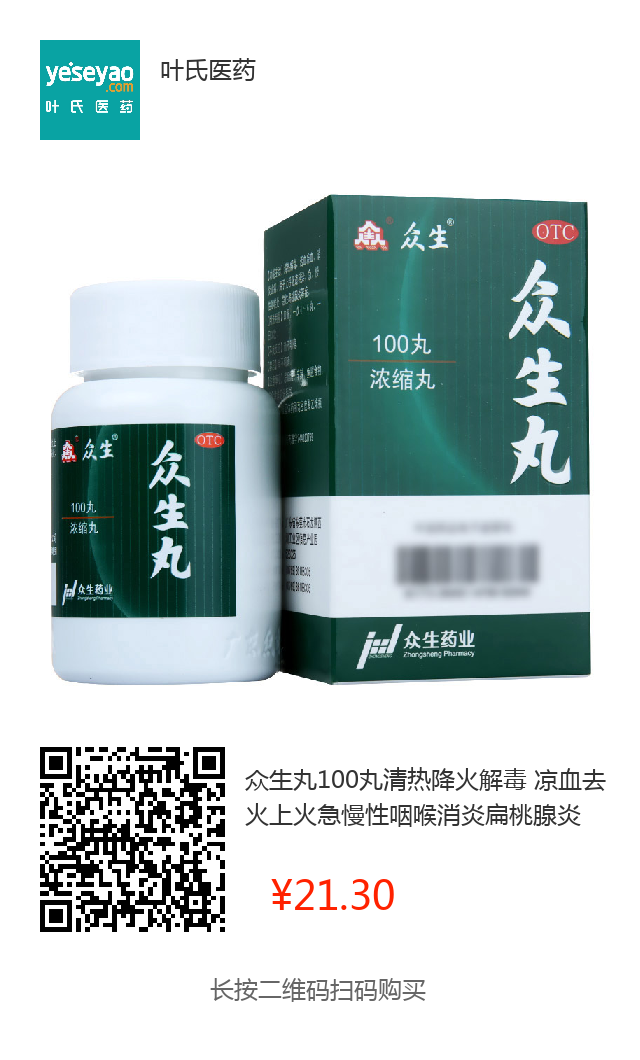 yeseyao
.com
叶氏医药
叶氏医药
众生®
OTC
众生丸
100丸
浓缩丸
众生药业
Zhongsheng Pharmacy
众生®
OTC
众生丸
100丸
浓缩丸
众生药业
Zhongsheng Pharmacy
众生丸100丸清热降火解毒 凉血去
火上火急慢性咽喉消炎扁桃腺炎
¥21.30
长按二维码扫码购买